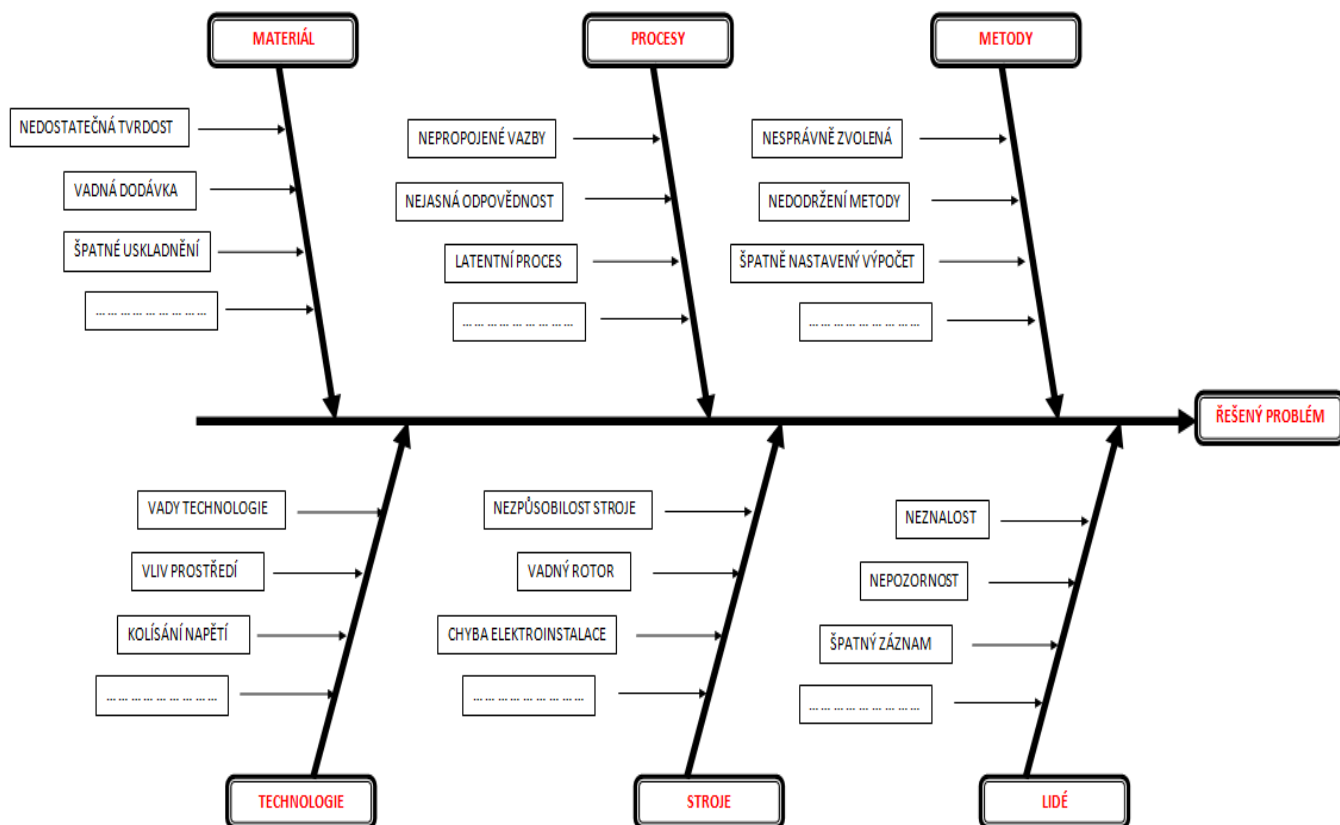 MATERIÁL
PROCESY
METODY
NEDOSTATEČNÁ TVRDOST
VADNÁ DODÁVKA
ŠPATNÉ USKLADNĚNÍ
... ... ... ... ... ... ... ... ...
NEPROPOJENÉ VAZBY
NEJASNÁ ODPOVĚDNOST
LATENTNÍ PROCES
... ... ... ... ... ... ... ... ...
NESPRÁVNĚ ZVOLENÁ
NEDODRŽENÍ METODY
ŠPATNĚ NASTAVENÝ VÝPOČET
... ... ... ... ... ... ... ... ...
ŘEŠENÝ PROBLÉM
VADY TECHNOLOGIE
VLIV PROSTŘEDÍ
KOLÍSÁNÍ NAPĚTÍ
... ... ... ... ... ... ... ... ...
NEZPŮSOBILOST STROJE
VADNÝ ROTOR
CHYBA ELEKTROINSTALACE
... ... ... ... ... ... ... ... ...
NEZNALOST
NEPOZORNOST
ŠPATNÝ ZÁZNAM
... ... ... ... ... ... ... ... ...
TECHNOLOGIE
STROJE
LIDÉ